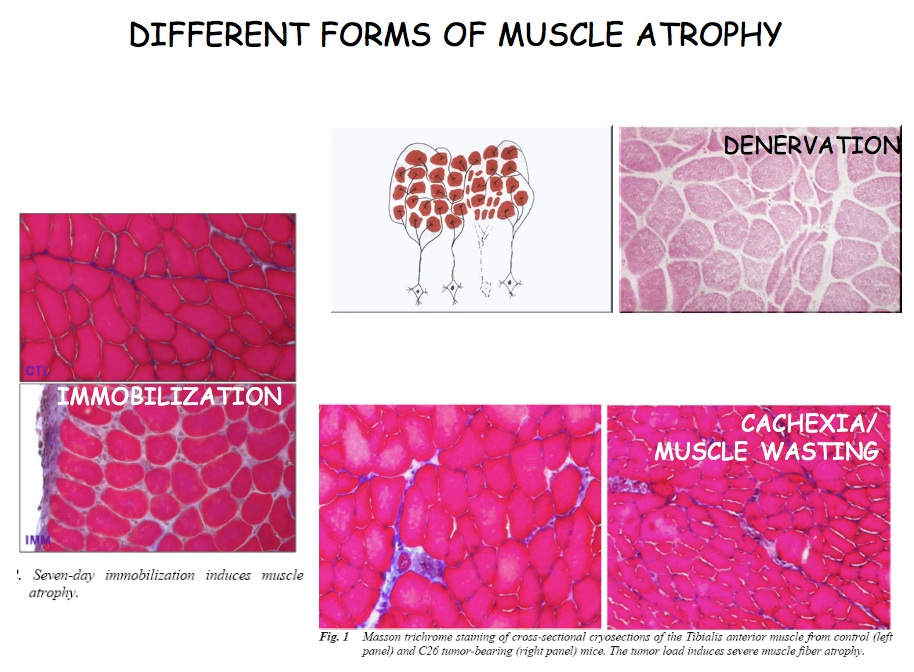 DIFFERENT FORMS OF MUSCLE ATROPHY
DENERVATION
CTL
IMMOBILIZATION
IMM
. Seven-day immobilization induces muscle
atrophy.
CACHEXIA/
MUSCLE WASTING
Fig. 1 Masson trichrome staining of cross-sectional cryosections of the Tibialis anterior muscle from control (left
panel) and C26 tumor-bearing (right panel) mice. The tumor load induces severe muscle fiber atrophy.